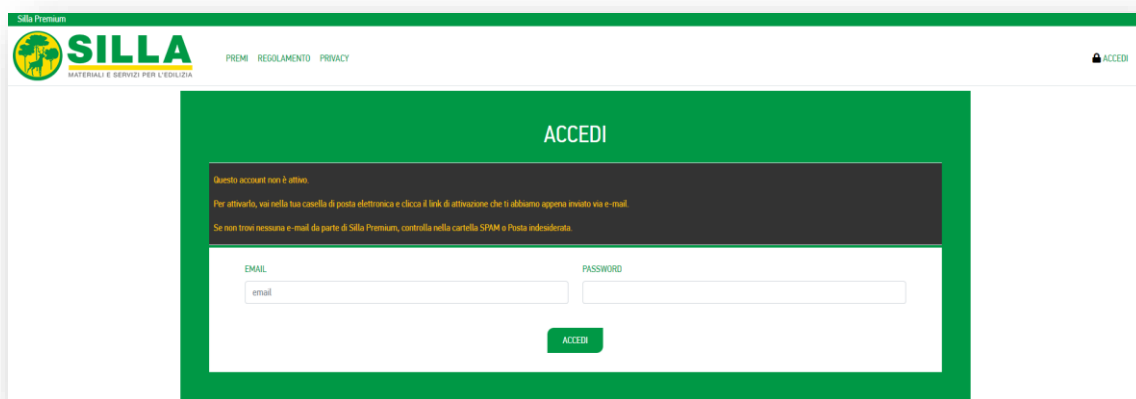 Silla Premium
SILLA
MATERIALI E SERVIZI PER L'EDILIZIA
PREMI REGOLAMENTO PRIVACY
ACCEDI
ACCEDI
Questo account non è attivo.
Per attivarlo, vai nella tua casella di posta elettronica e clicca il link di attivazione che ti abbiamo appena inviato via e-mail.
Se non trovi nessuna e-mail da parte di Silla Premium, controlla nella cartella SPAM o Posta indesiderata.
EMAIL PASSWORD
email
ACCEDI